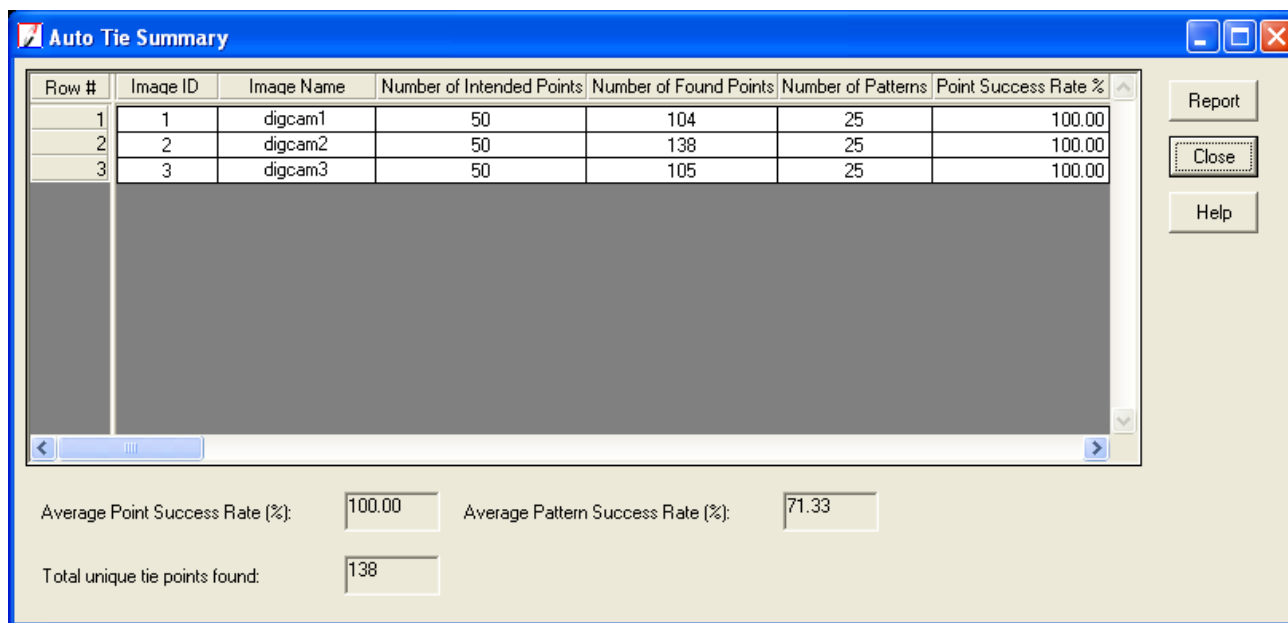 Auto Tie Summary
Row # Image ID Image Name Number of Intended Points Number of Found Points Number of Patterns Point Success Rate %
1 1 digcam1 50 104 25 100.00
2 2 digcam2 50 138 25 100.00
3 3 digcam3 50 105 25 100.00
Report
Close
Help
Average Point Success Rate (%): 100.00 Average Pattern Success Rate (%): 71.33
Total unique tie points found: 138